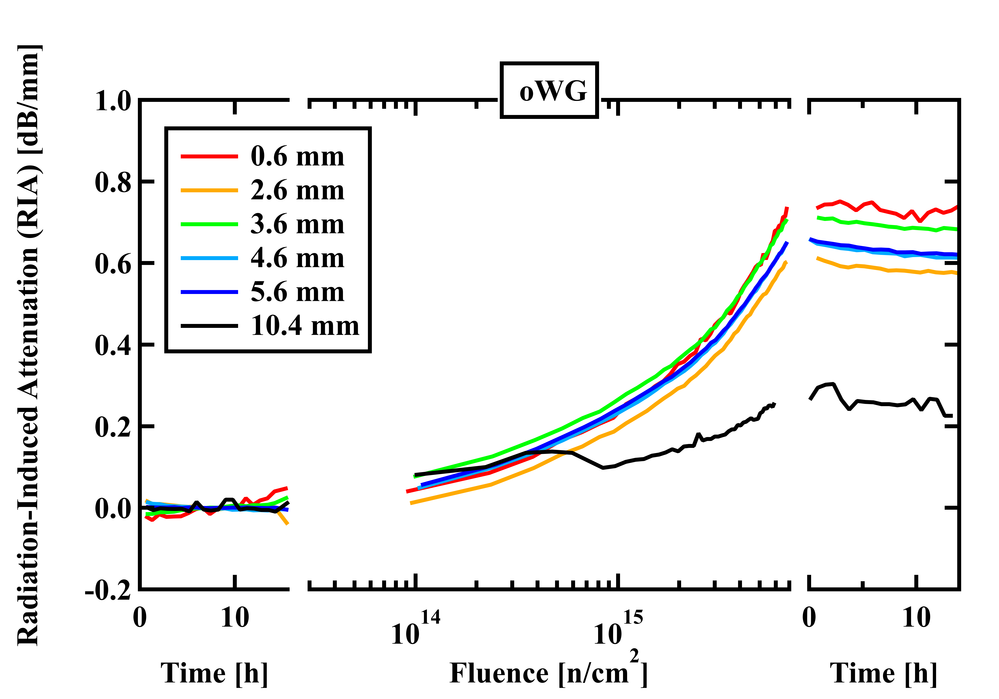 oWG
Radiation-Induced Attenuation (RIA) [dB/mm]
1.0
0.8
0.6
0.4
0.2
0.0
-0.2
0.6 mm
2.6 mm
3.6 mm
4.6 mm
5.6 mm
10.4 mm
0 10 10^14 10^15 0 10
Time [h] Fluence [n/cm^2] Time [h]